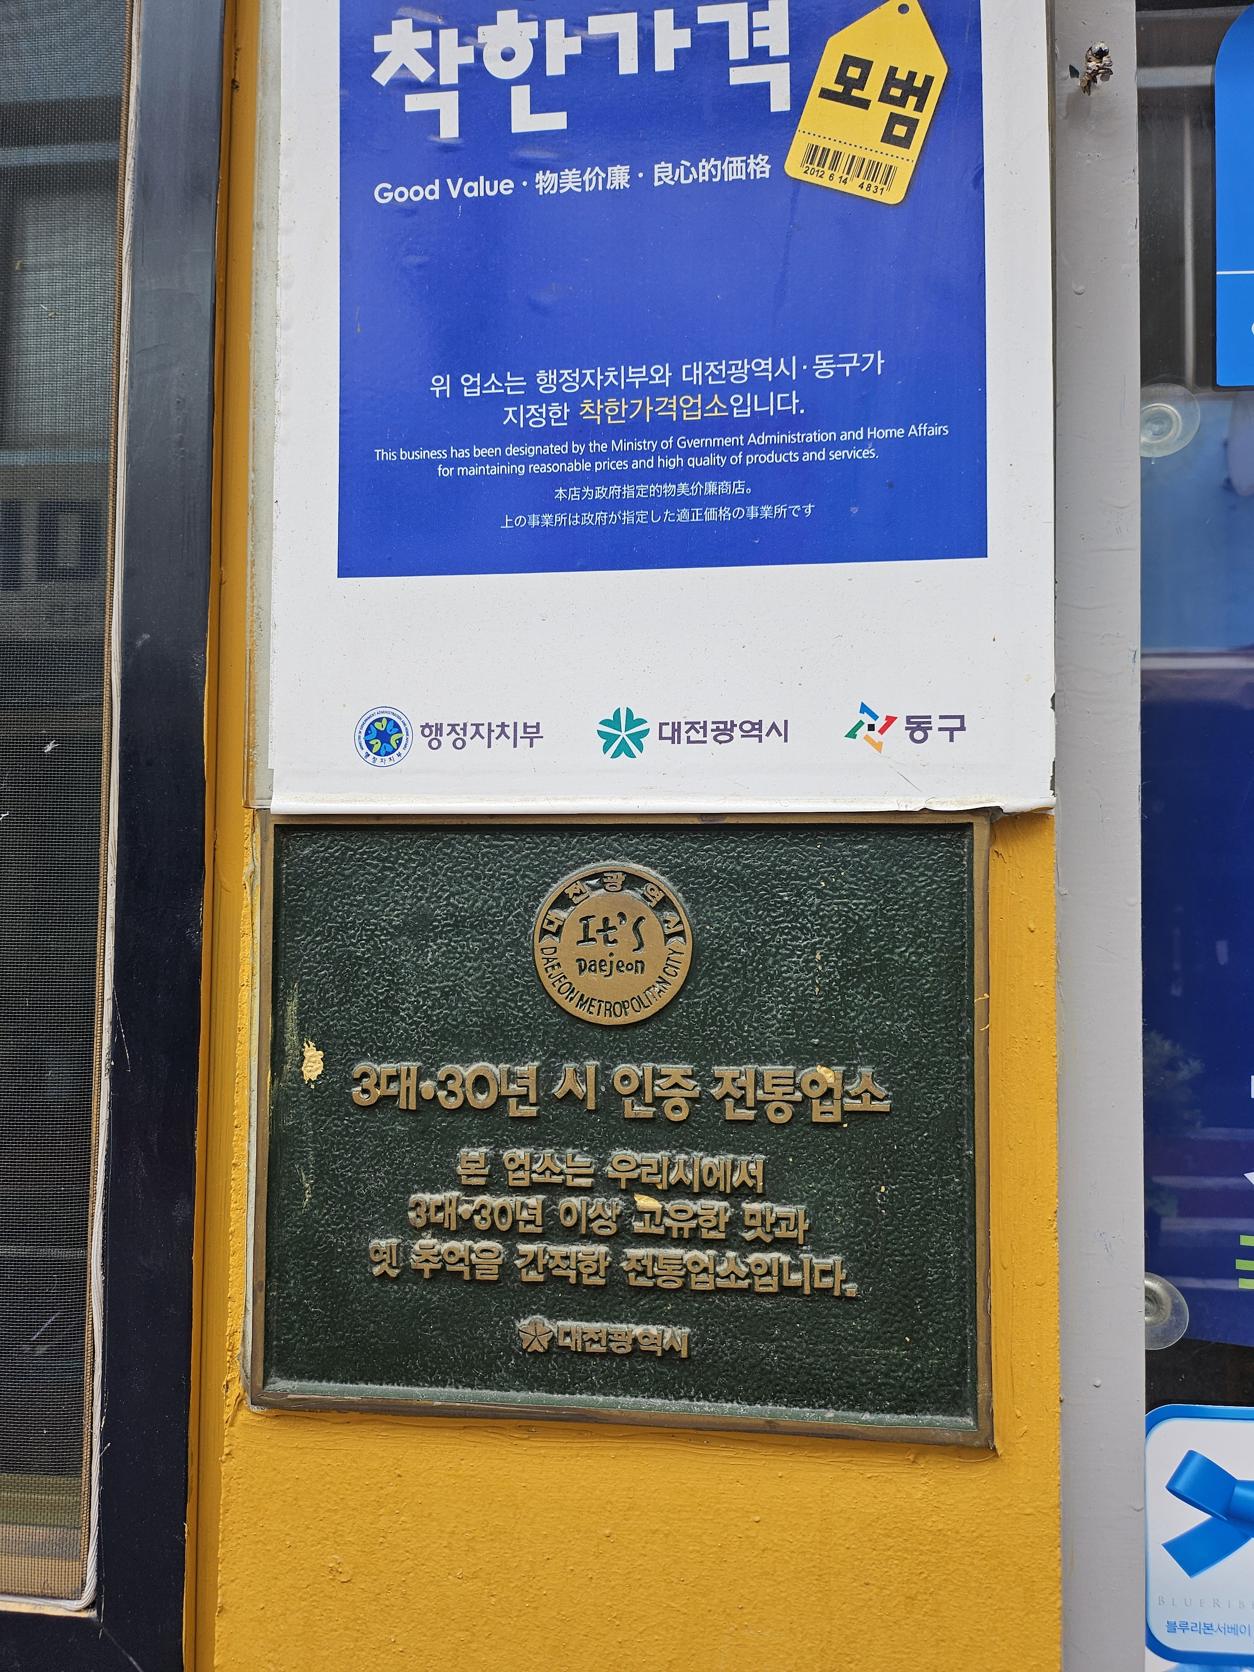 착한가격
모범
2012 6 14 4831
Good Value · 物美价廉 · 良心的価格
위 업소는 행정자치부와 대전광역시·동구가
지정한 착한가격업소입니다.
This business has been designated by the Ministry of Gvernment Administration and Home Affairs
for maintaining reasonable prices and high quality of products and services.
本店为政府指定的物美价廉商店。
上の事業所は政府が指定した適正価格の事業所です
행정자치부
대전광역시
동구
대전광역시
It's
Daejeon
DAEJEON METROPOLITAN CITY
3대·30년 시 인증 전통업소
본 업소는 우리시에서
3대·30년 이상 고유한 맛과
옛 추억을 간직한 전통업소입니다.
대전광역시
블루리본서베이